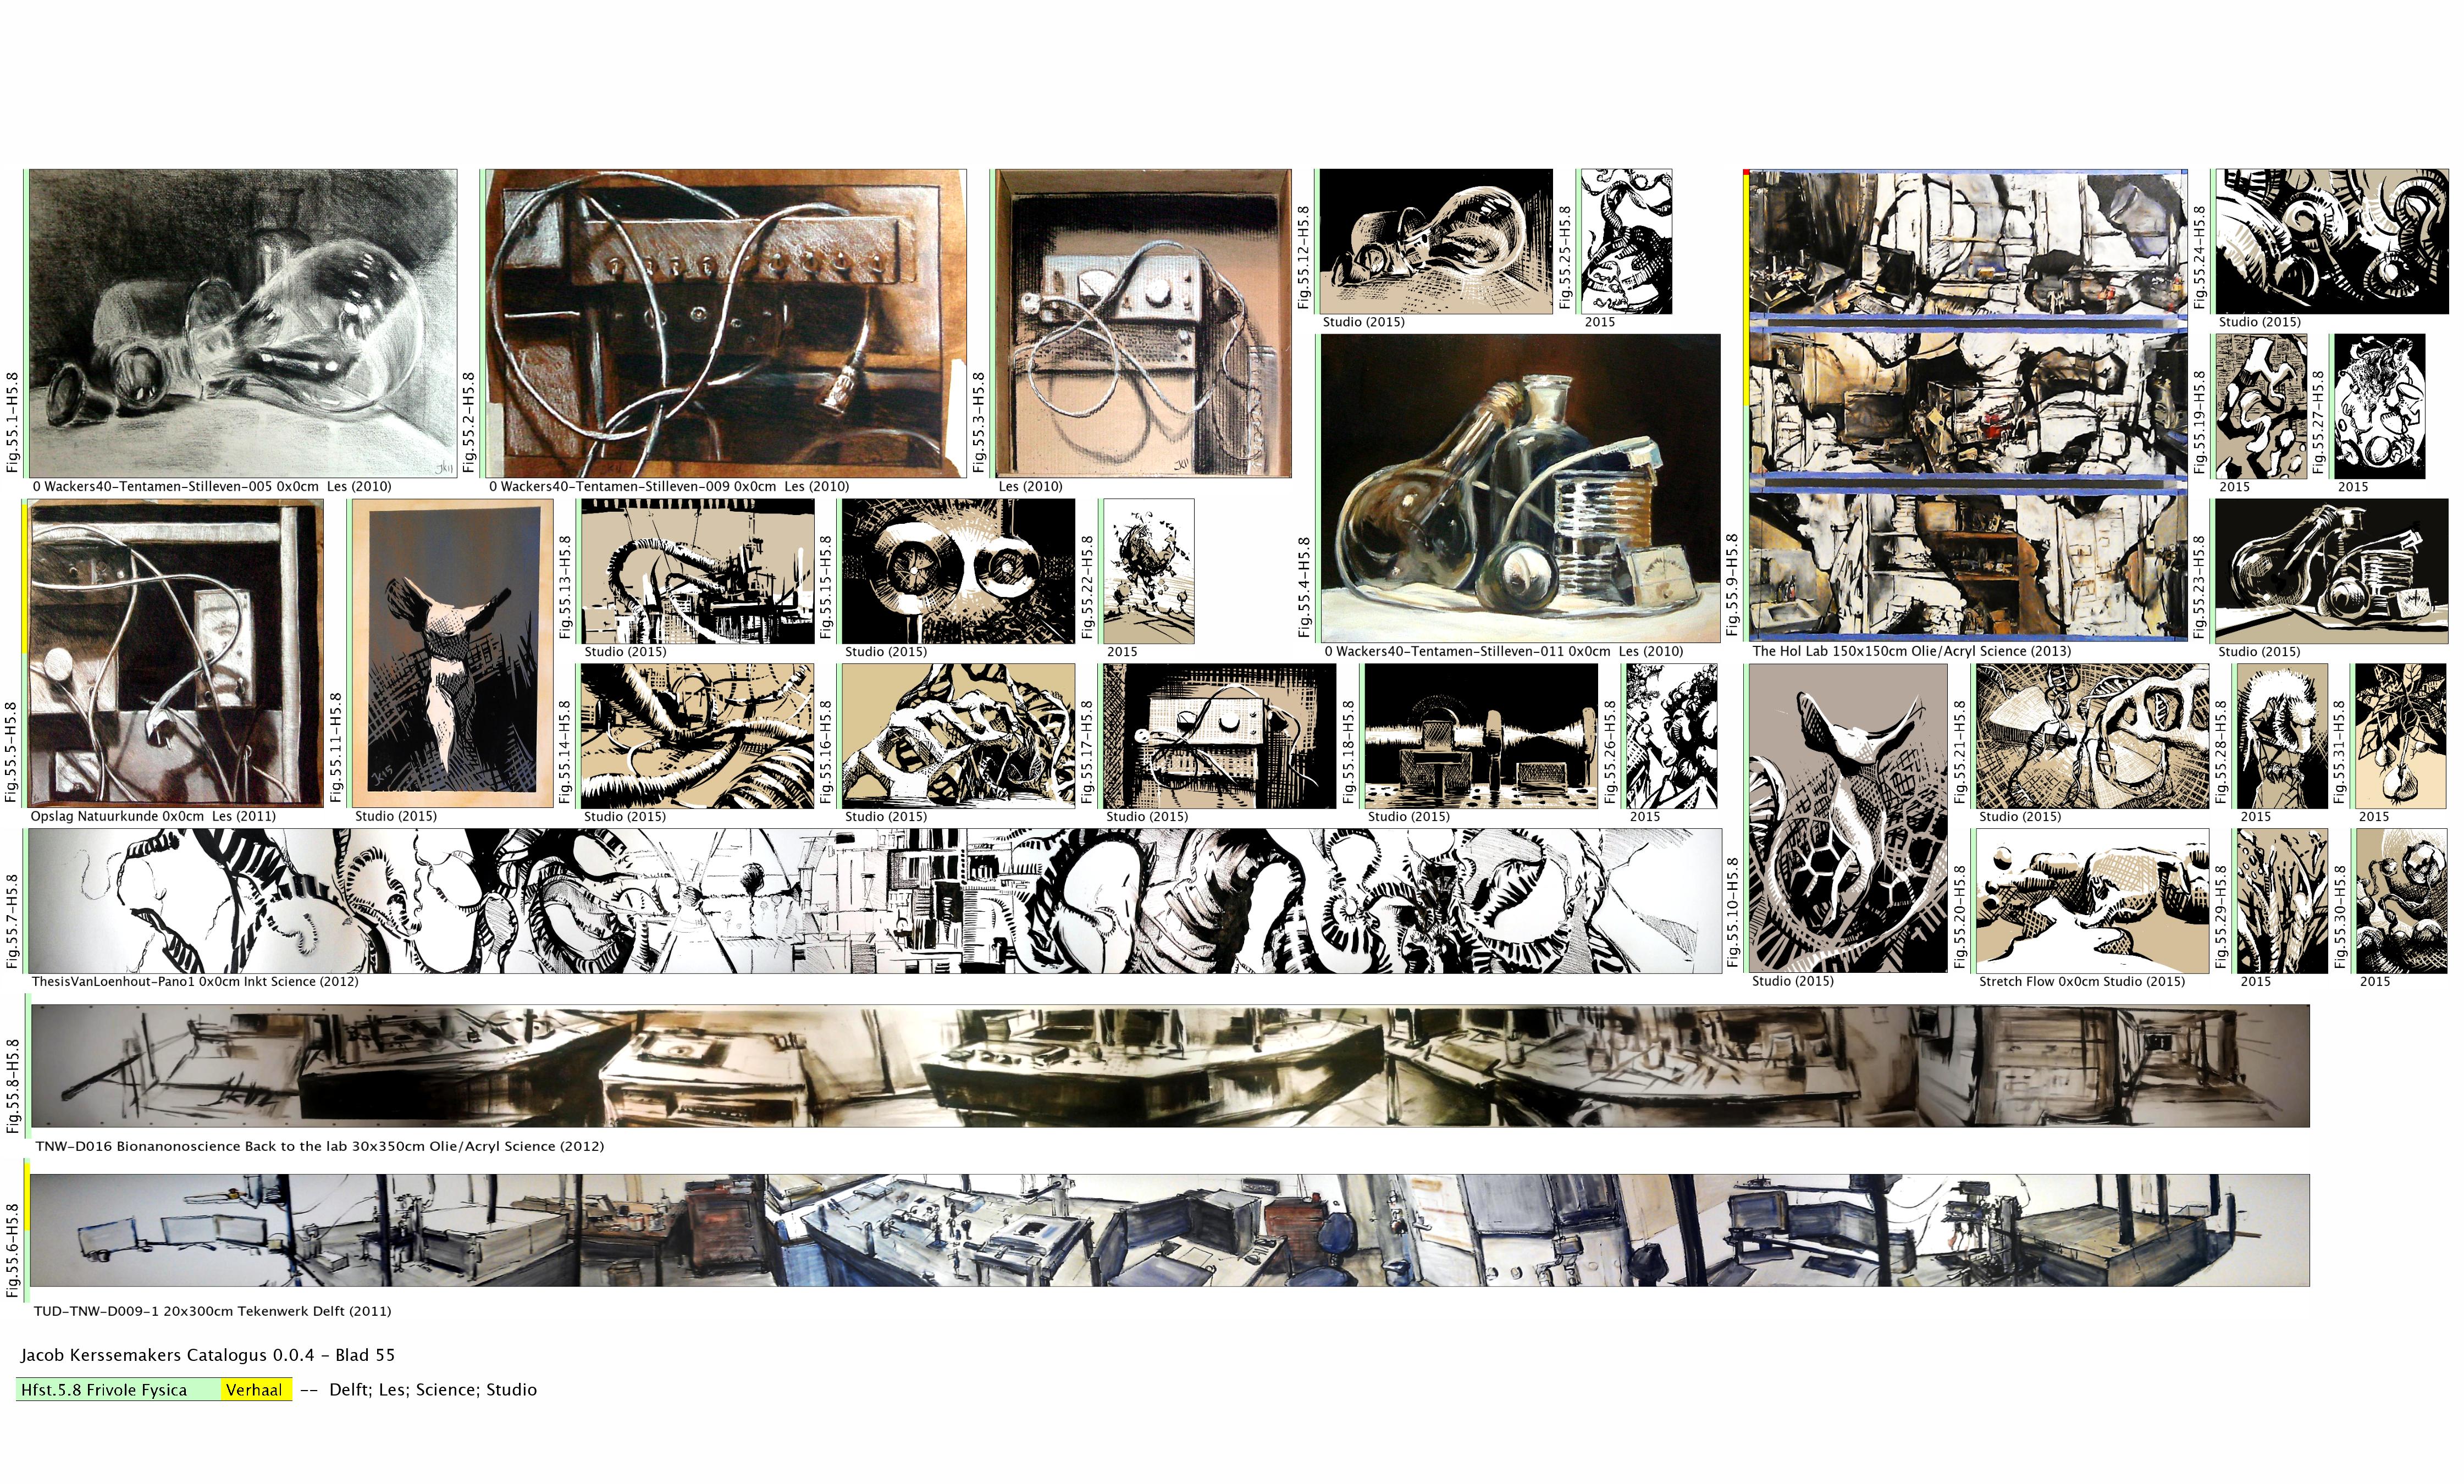 Fig.55.1-H5.8
0 Wackers40-Tentamen-Stilleven-005 0x0cm Les (2010)
Fig.55.2-H5.8
0 Wackers40-Tentamen-Stilleven-009 0x0cm Les (2010)
Fig.55.3-H5.8
Les (2010)
Fig.55.12-H5.8
Studio (2015)
Fig.55.25-H5.8
2015
Fig.55.4-H5.8
0 Wackers40-Tentamen-Stilleven-011 0x0cm Les (2010)
Fig.55.9-H5.8
The Hol Lab 150x150cm Olie/Acryl Science (2013)
Fig.55.24-H5.8
Studio (2015)
Fig.55.19-H5.8
2015
Fig.55.27-H5.8
2015
Fig.55.23-H5.8
Studio (2015)
Fig.55.5-H5.8
Opslag Natuurkunde 0x0cm Les (2011)
Fig.55.11-H5.8
Studio (2015)
Fig.55.13-H5.8
Studio (2015)
Fig.55.15-H5.8
Studio (2015)
Fig.55.22-H5.8
2015
Fig.55.14-H5.8
Studio (2015)
Fig.55.16-H5.8
Studio (2015)
Fig.55.17-H5.8
Studio (2015)
Fig.55.18-H5.8
Studio (2015)
Fig.55.26-H5.8
2015
Fig.55.10-H5.8
Studio (2015)
Fig.55.21-H5.8
Studio (2015)
Fig.55.28-H5.8
2015
Fig.55.31-H5.8
2015
Fig.55.20-H5.8
Stretch Flow 0x0cm Studio (2015)
Fig.55.29-H5.8
2015
Fig.55.30-H5.8
2015
Fig.55.7-H5.8
ThesisVanLoenhout-Pano1 0x0cm Inkt Science (2012)
Fig.55.8-H5.8
TNW-D016 Bionanonoscience Back to the lab 30x350cm Olie/Acryl Science (2012)
Fig.55.6-H5.8
TUD-TNW-D009-1 20x300cm Tekenwerk Delft (2011)
Jacob Kerssemakers Catalogus 0.0.4 - Blad 55
Hfst.5.8 Frivole Fysica Verhaal -- Delft; Les; Science; Studio